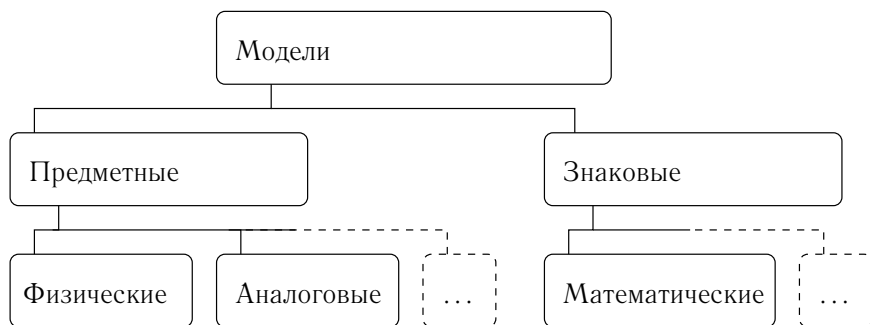 Модели
Предметные Знаковые
Физические Аналоговые ... Математические ...